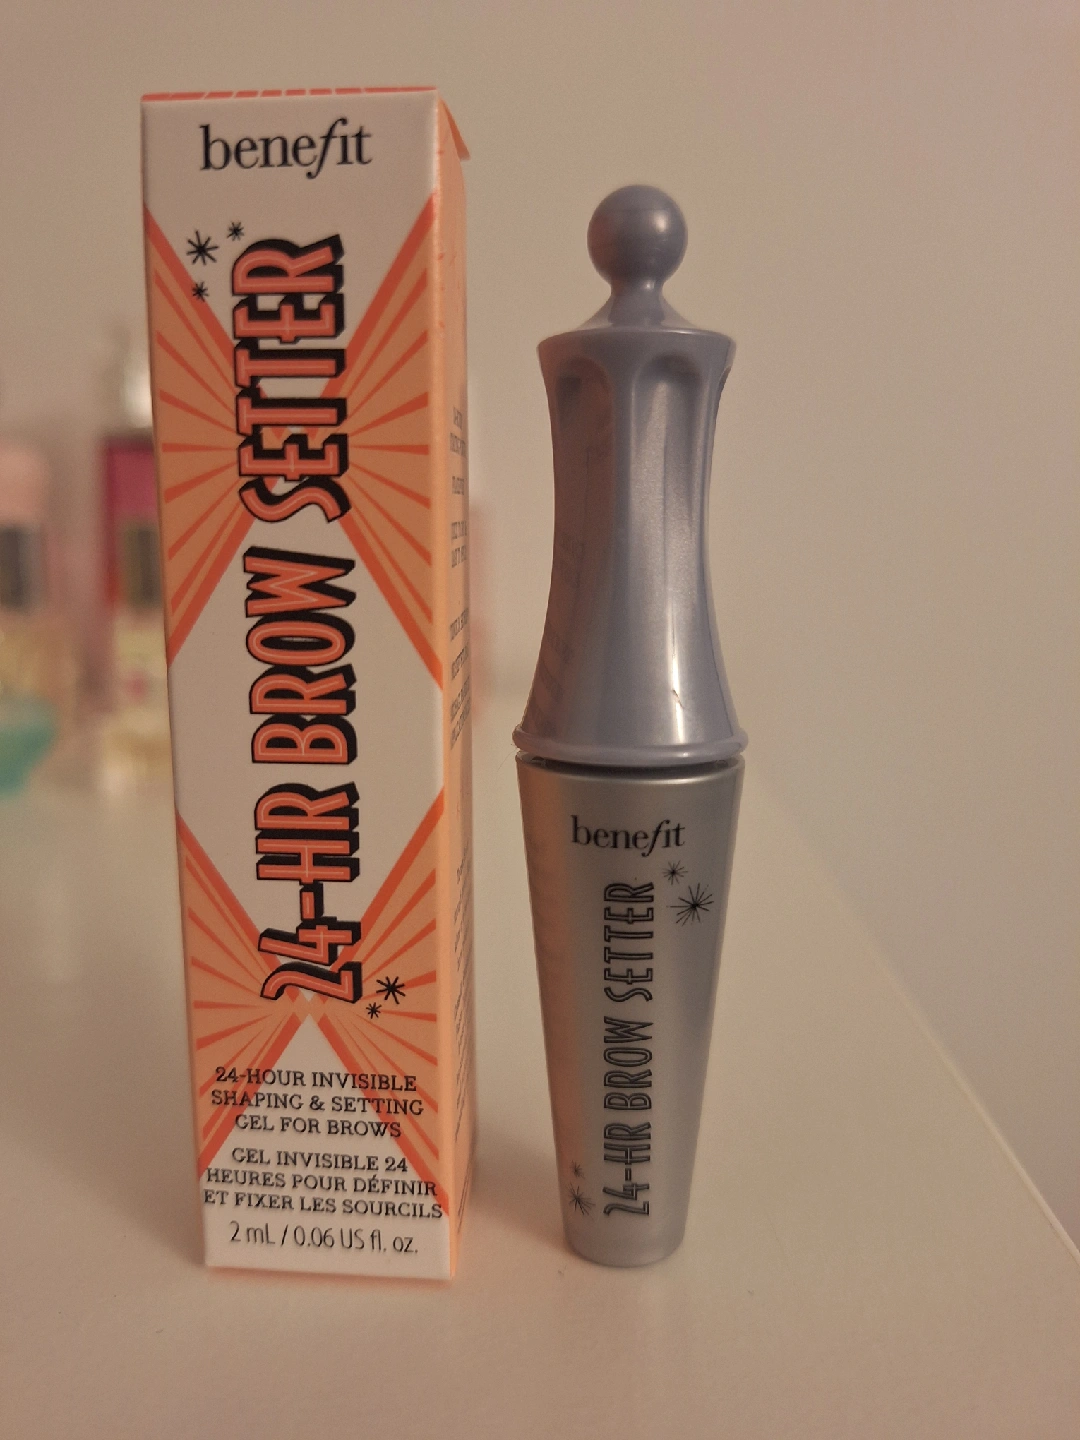 benefit
24-HR BROW SETTER
24-HOUR INVISIBLE
SHAPING & SETTING
GEL FOR BROWS
GEL INVISIBLE 24
HEURES POUR DÉFINIR
ET FIXER LES SOURCILS
2 mL / 0.06 US fl. oz.
benefit
24-HR BROW SETTER